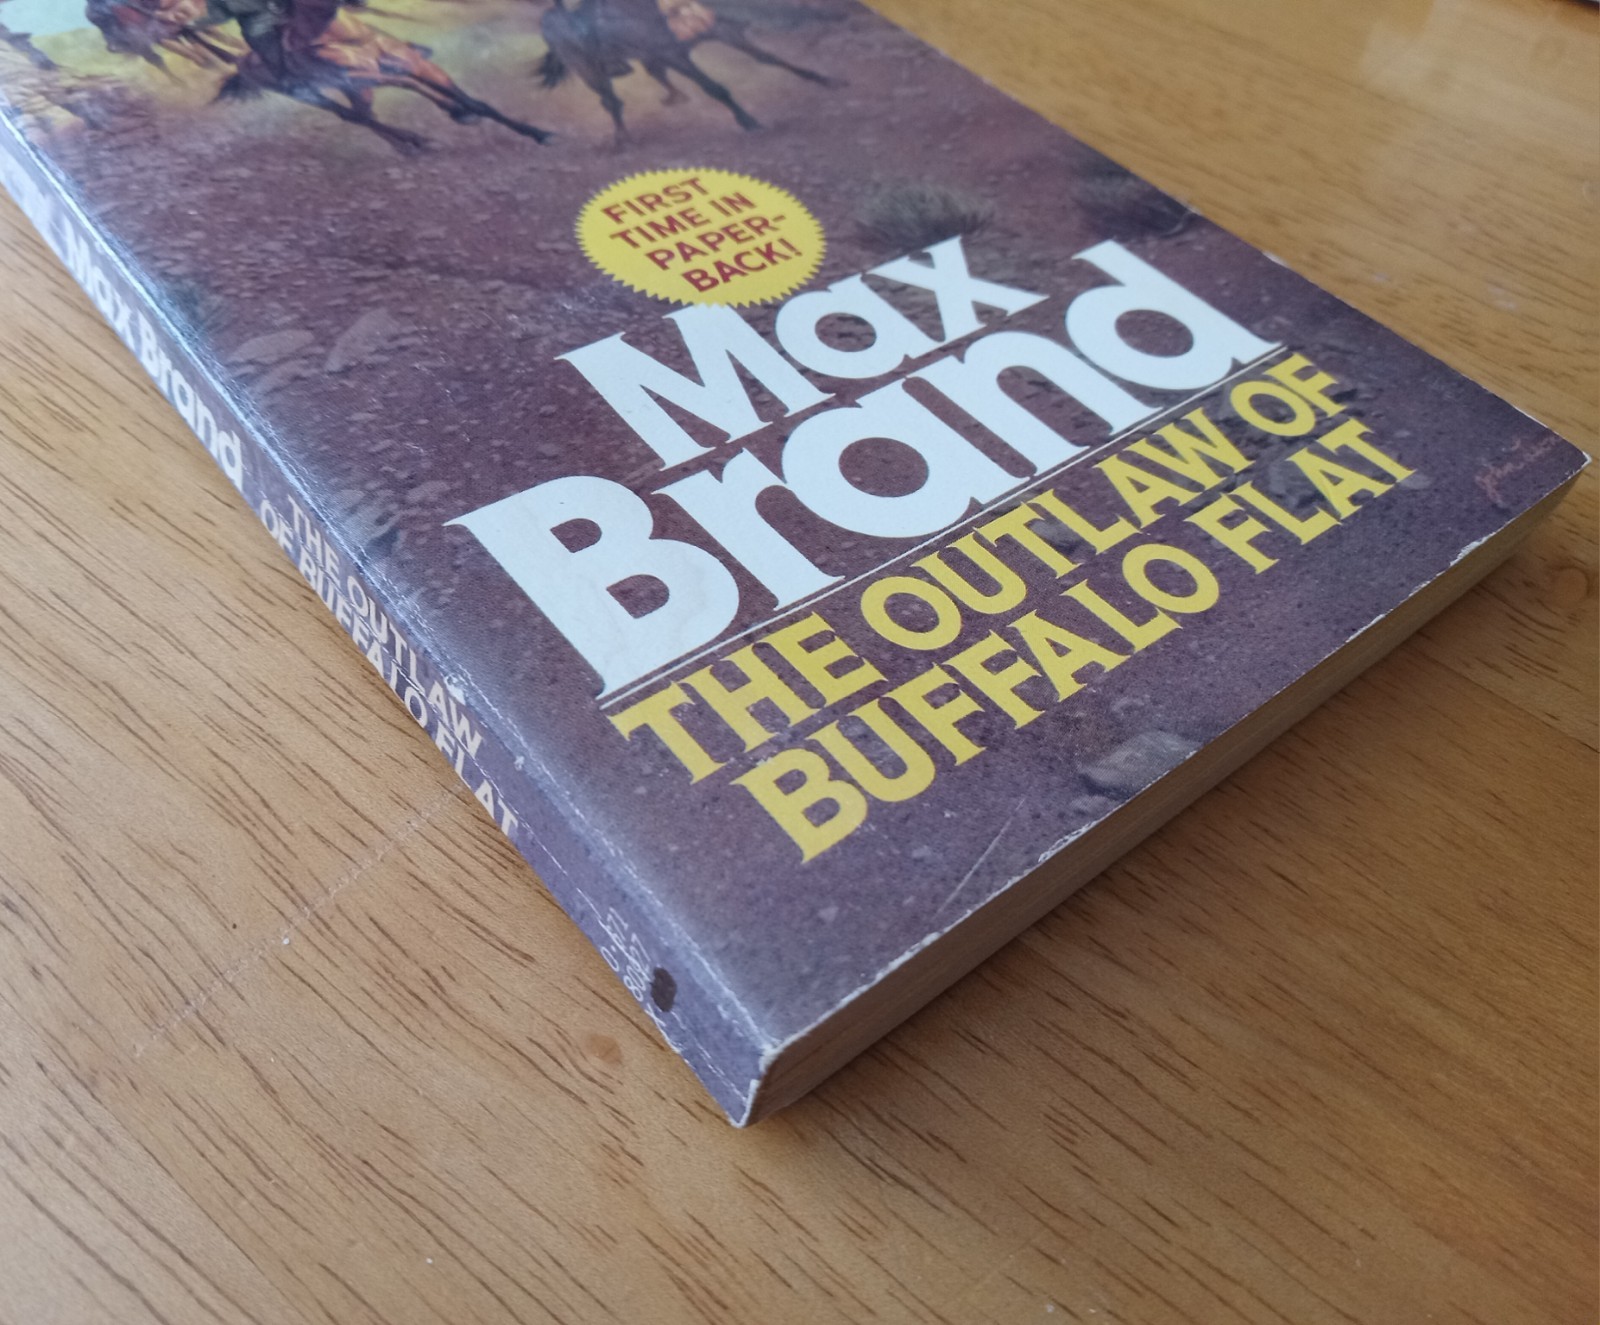 FIRST
TIME IN
PAPER-
BACK!
Max
Brand
THE OUTLAW OF
BUFFALO FLAT
Max Brand
THE OUTLAW
OF BUFFALO FLAT